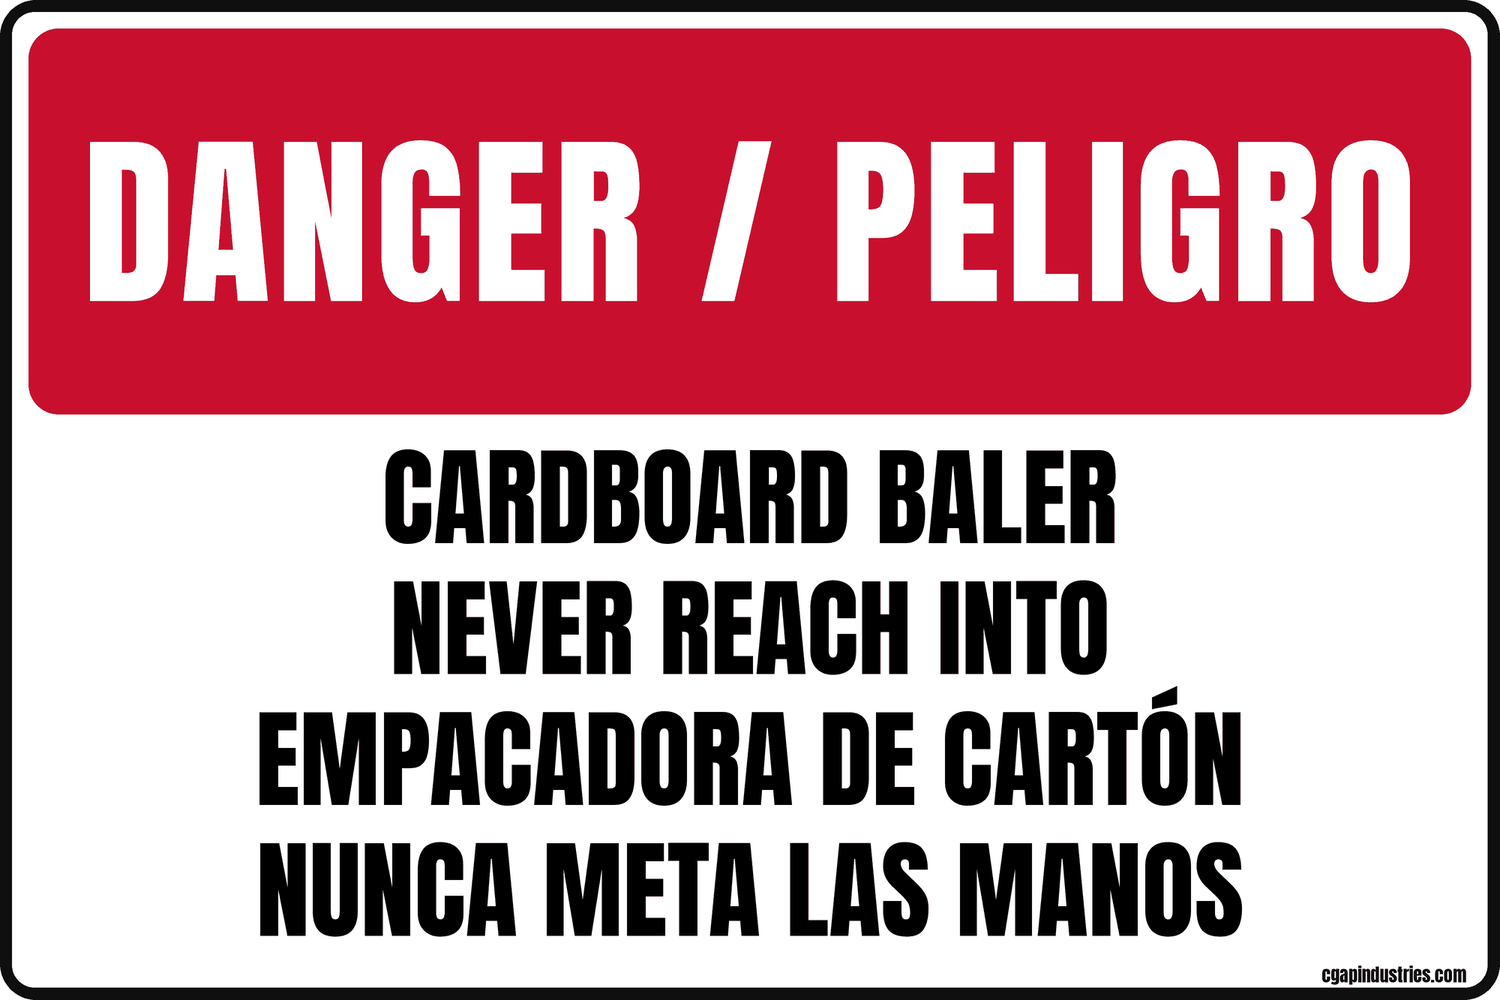 DANGER / PELIGRO
CARDBOARD BALER
NEVER REACH INTO
EMPACADORA DE CARTÓN
NUNCA META LAS MANOS
cgapindustries.com